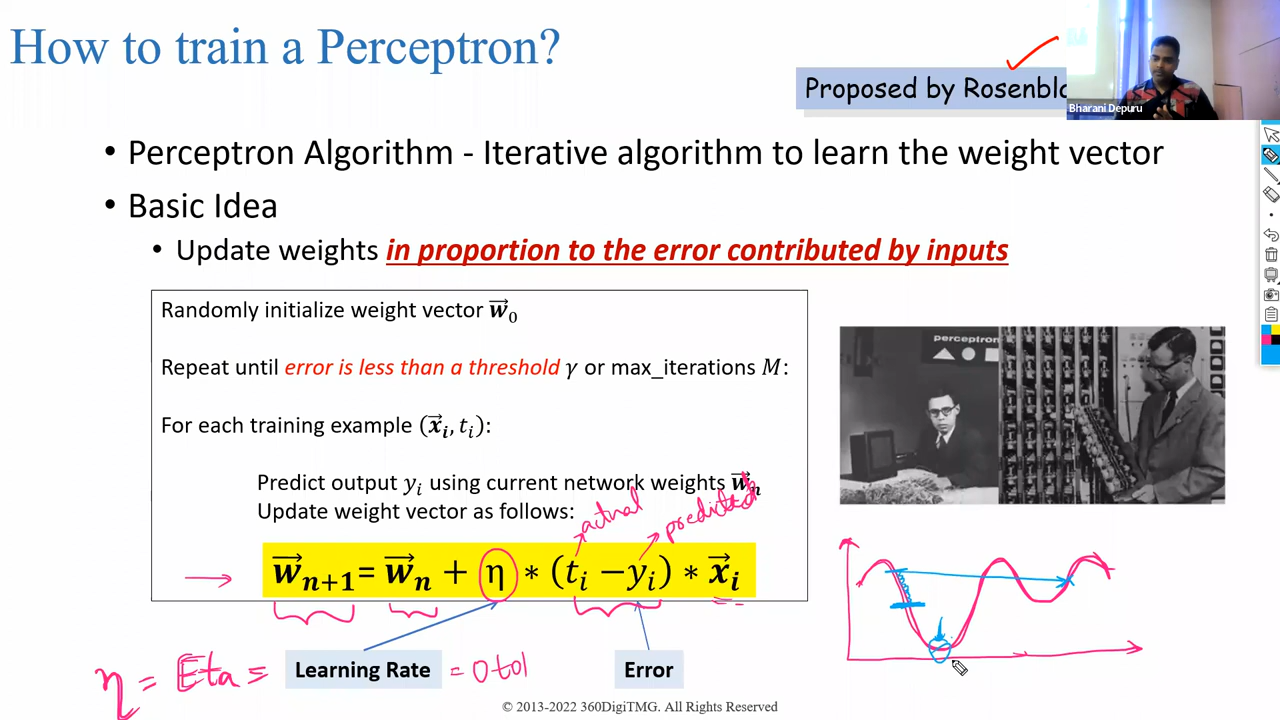 How to train a Perceptron?
Proposed by Rosenbl
Bharani Depuru
• Perceptron Algorithm - Iterative algorithm to learn the weight vector
• Basic Idea
• Update weights in proportion to the error contributed by inputs
Randomly initialize weight vector w⃗₀
Repeat until error is less than a threshold γ or max_iterations M:
For each training example (x⃗ᵢ, tᵢ):
Predict output yᵢ using current network weights w⃗ₙ
Update weight vector as follows:
actual
predicted
w⃗ₙ₊₁ = w⃗ₙ + η * (tᵢ − yᵢ) * x⃗ᵢ
η = Eta = Learning Rate = 0 to 1
Error
perceptron
© 2013-2022 360DigiTMG. All Rights Reserved